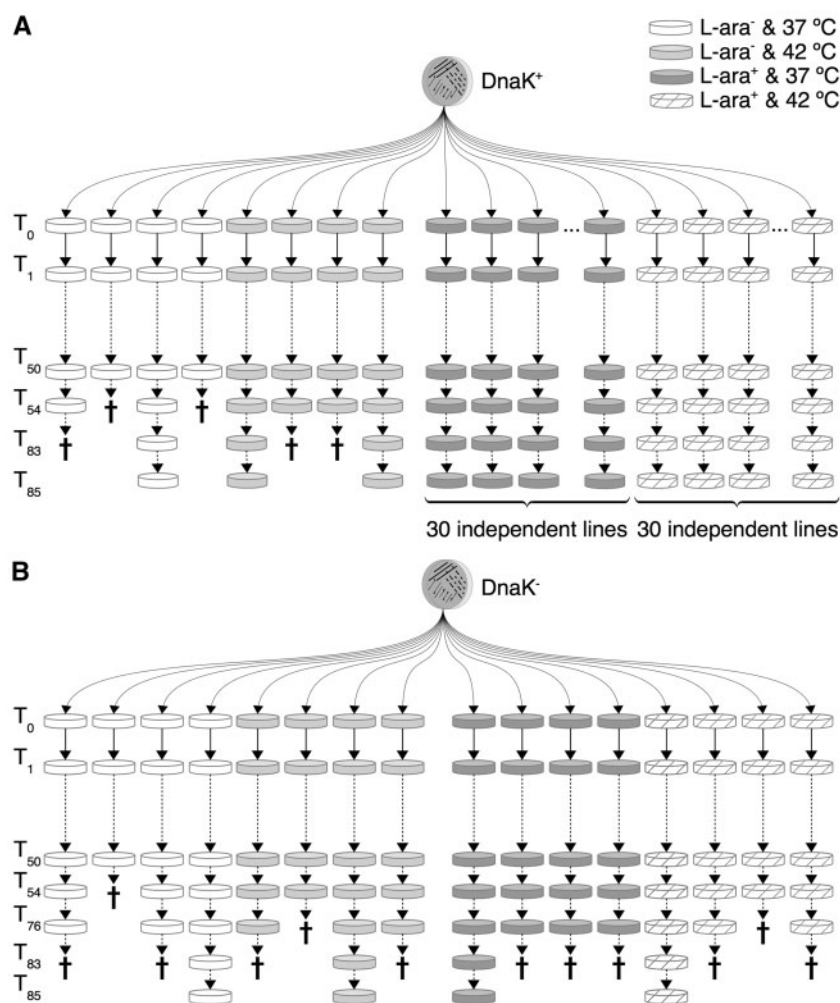 A
DnaK+
L-ara- & 37 ºC
L-ara- & 42 ºC
L-ara+ & 37 ºC
L-ara+ & 42 ºC
T0
... ...
T1
T50
T54
T83
T85
30 independent lines 30 independent lines
B
DnaK-
T0
T1
T50
T54
T76
T83
T85